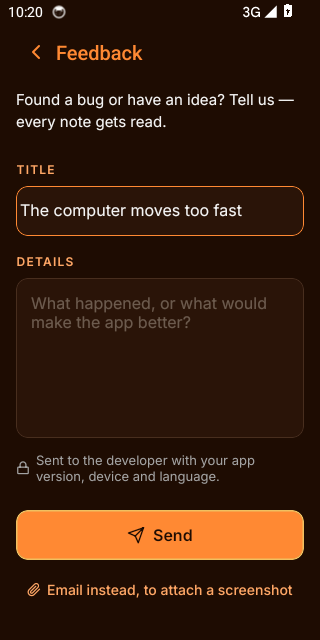 10:20
3G
Feedback
Found a bug or have an idea? Tell us —
every note gets read.
TITLE
The computer moves too fast
DETAILS
What happened, or what would
make the app better?
Sent to the developer with your app
version, device and language.
Send
Email instead, to attach a screenshot